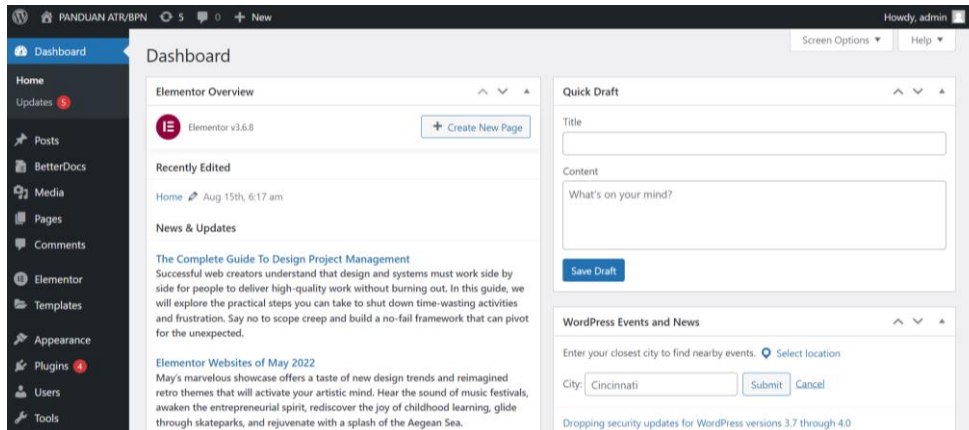 PANDUAN ATR/BPN 5 0 + New
Howdy, admin
Dashboard
Home
Updates 5
Posts
BetterDocs
Media
Pages
Comments
Elementor
Templates
Appearance
Plugins 4
Users
Tools
Screen Options ▼
Help ▼
Dashboard
Elementor Overview
Elementor v3.6.8
+ Create New Page
Recently Edited
Home Aug 15th, 6:17 am
News & Updates
The Complete Guide To Design Project Management
Successful web creators understand that design and systems must work side by
side for people to deliver high-quality work without burning out. In this guide, we
will explore the practical steps you can take to shut down time-wasting activities
and frustration. Say no to scope creep and build a no-fail framework that can pivot
for the unexpected.
Elementor Websites of May 2022
May's marvelous showcase offers a taste of new design trends and reimagined
retro themes that will activate your artistic mind. Hear the sound of music festivals,
awaken the entrepreneurial spirit, rediscover the joy of childhood learning, glide
through skateparks, and rejuvenate with a splash of the Aegean Sea.
Quick Draft
Title
Content
What's on your mind?
Save Draft
WordPress Events and News
Enter your closest city to find nearby events. Select location
City: Cincinnati Submit Cancel
Dropping security updates for WordPress versions 3.7 through 4.0